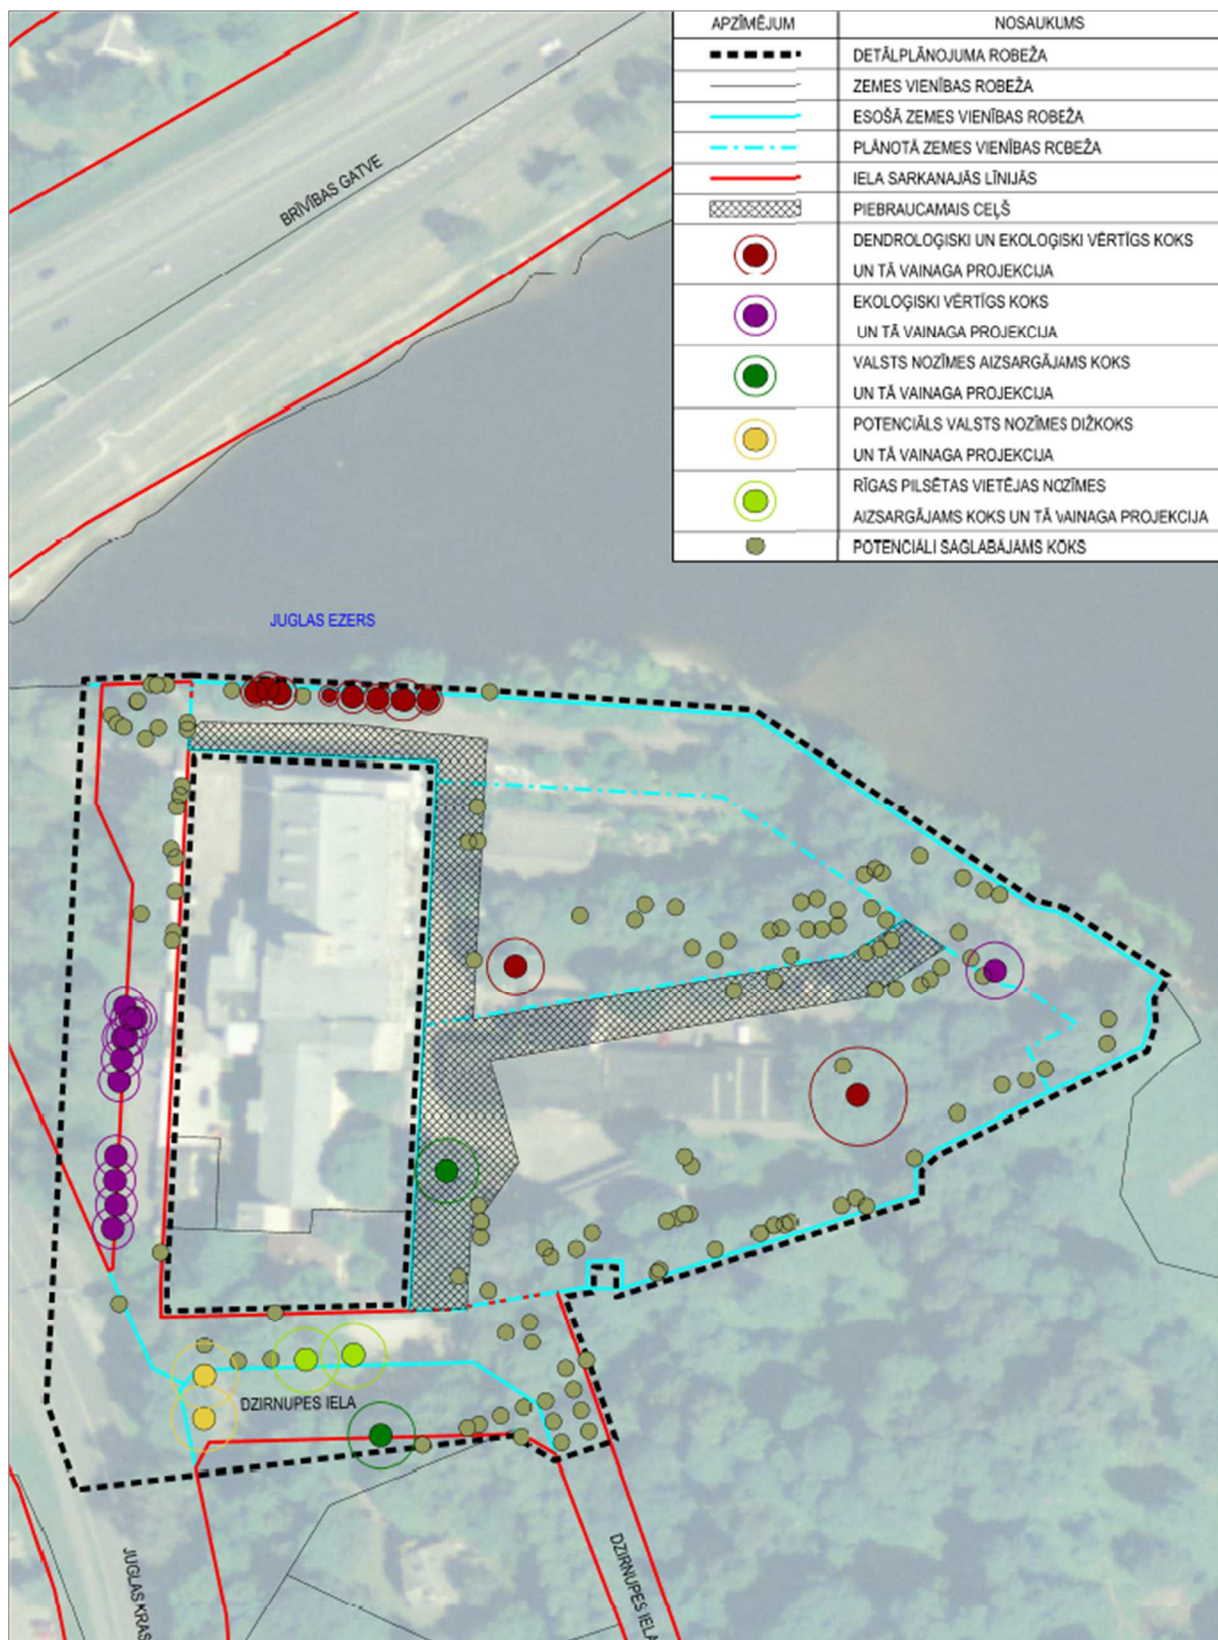 APZĪMĒJUM NOSAUKUMS
DETĀLPLĀNOJUMA ROBEŽA
ZEMES VIENĪBAS ROBEŽA
ESOŠĀ ZEMES VIENĪBAS ROBEŽA
PLĀNOTĀ ZEMES VIENĪBAS ROBEŽA
IELA SARKANAJĀS LĪNIJĀS
PIEBRAUCAMAIS CEĻŠ
DENDROLOĢISKI UN EKOLOĢISKI VĒRTĪGS KOKS
UN TĀ VAINAGA PROJEKCIJA
EKOLOĢISKI VĒRTĪGS KOKS
UN TĀ VAINAGA PROJEKCIJA
VALSTS NOZĪMES AIZSARGĀJAMS KOKS
UN TĀ VAINAGA PROJEKCIJA
POTENCIĀLS VALSTS NOZĪMES DIŽKOKS
UN TĀ VAINAGA PROJEKCIJA
RĪGAS PILSĒTAS VIETĒJAS NOZĪMES
AIZSARGĀJAMS KOKS UN TĀ VAINAGA PROJEKCIJA
POTENCIĀLI SAGLABĀJAMS KOKS
BRĪVĪBAS GATVE
JUGLAS EZERS
DZIRNUPES IELA
JUGLAS KRAS
DZIRNUPES IELA